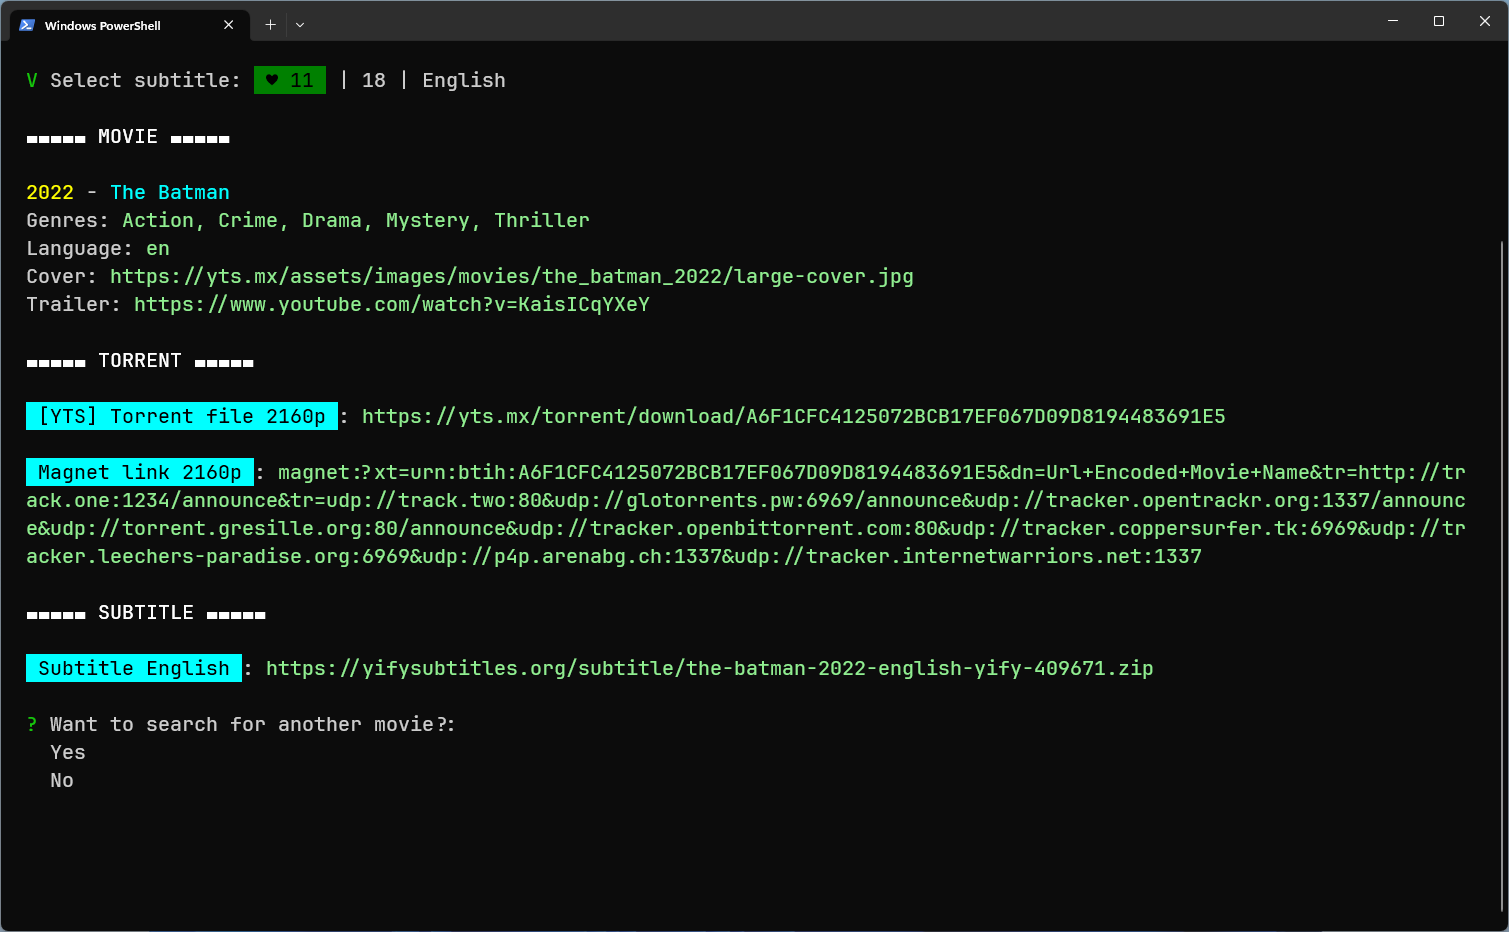 Windows PowerShell
V Select subtitle: ♥ 11 | 18 | English
▬▬▬▬▬ MOVIE ▬▬▬▬▬
2022 - The Batman
Genres: Action, Crime, Drama, Mystery, Thriller
Language: en
Cover: https://yts.mx/assets/images/movies/the_batman_2022/large-cover.jpg
Trailer: https://www.youtube.com/watch?v=KaisICqYXeY
▬▬▬▬▬ TORRENT ▬▬▬▬▬
[YTS] Torrent file 2160p : https://yts.mx/torrent/download/A6F1CFC4125072BCB17EF067D09D8194483691E5
Magnet link 2160p : magnet:?xt=urn:btih:A6F1CFC4125072BCB17EF067D09D8194483691E5&dn=Url+Encoded+Movie+Name&tr=http://tr
ack.one:1234/announce&tr=udp://track.two:80&udp://glotorrents.pw:6969/announce&udp://tracker.opentrackr.org:1337/announc
e&udp://torrent.gresille.org:80/announce&udp://tracker.openbittorrent.com:80&udp://tracker.coppersurfer.tk:6969&udp://tr
acker.leechers-paradise.org:6969&udp://p4p.arenabg.ch:1337&udp://tracker.internetwarriors.net:1337
▬▬▬▬▬ SUBTITLE ▬▬▬▬▬
Subtitle English : https://yifysubtitles.org/subtitle/the-batman-2022-english-yify-409671.zip
? Want to search for another movie?:
Yes
No